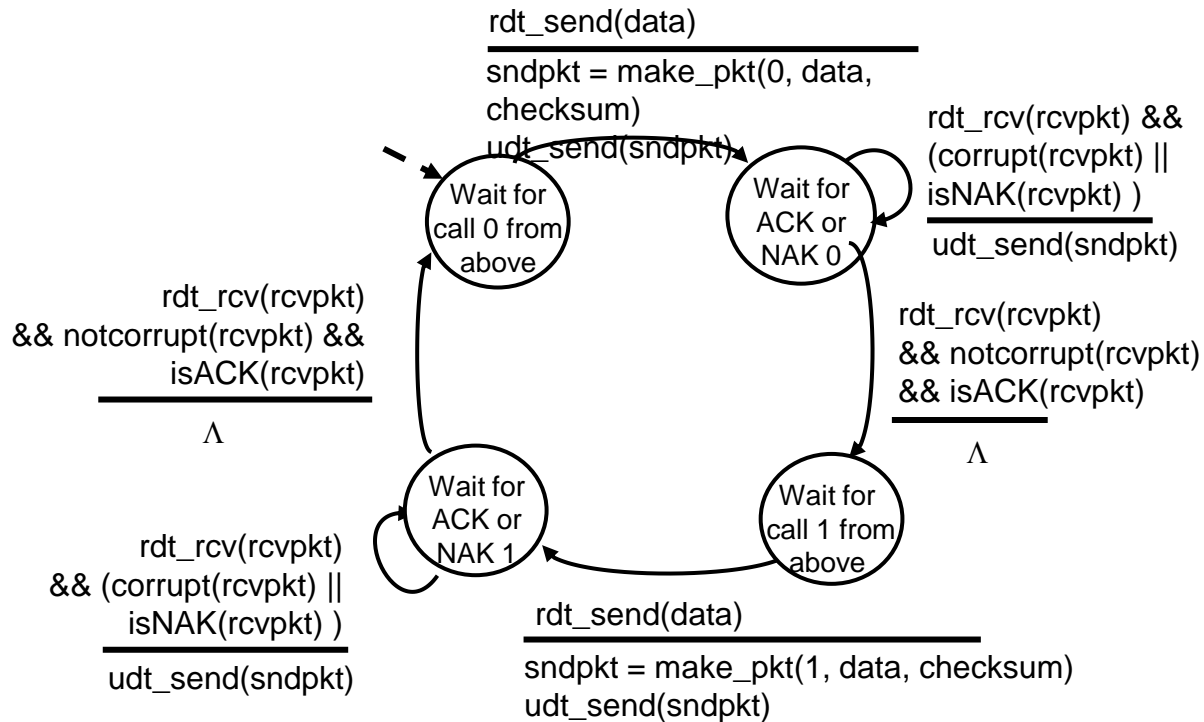 rdt_send(data)
sndpkt = make_pkt(0, data,
checksum)
udt_send(sndpkt)
rdt_rcv(rcvpkt) &&
(corrupt(rcvpkt) ||
isNAK(rcvpkt) )
udt_send(sndpkt)
Wait for
call 0 from
above
Wait for
ACK or
NAK 0
rdt_rcv(rcvpkt)
&& notcorrupt(rcvpkt) &&
isACK(rcvpkt)
Λ
rdt_rcv(rcvpkt)
&& notcorrupt(rcvpkt)
&& isACK(rcvpkt)
Λ
Wait for
ACK or
NAK 1
Wait for
call 1 from
above
rdt_rcv(rcvpkt)
&& (corrupt(rcvpkt) ||
isNAK(rcvpkt) )
udt_send(sndpkt)
rdt_send(data)
sndpkt = make_pkt(1, data, checksum)
udt_send(sndpkt)